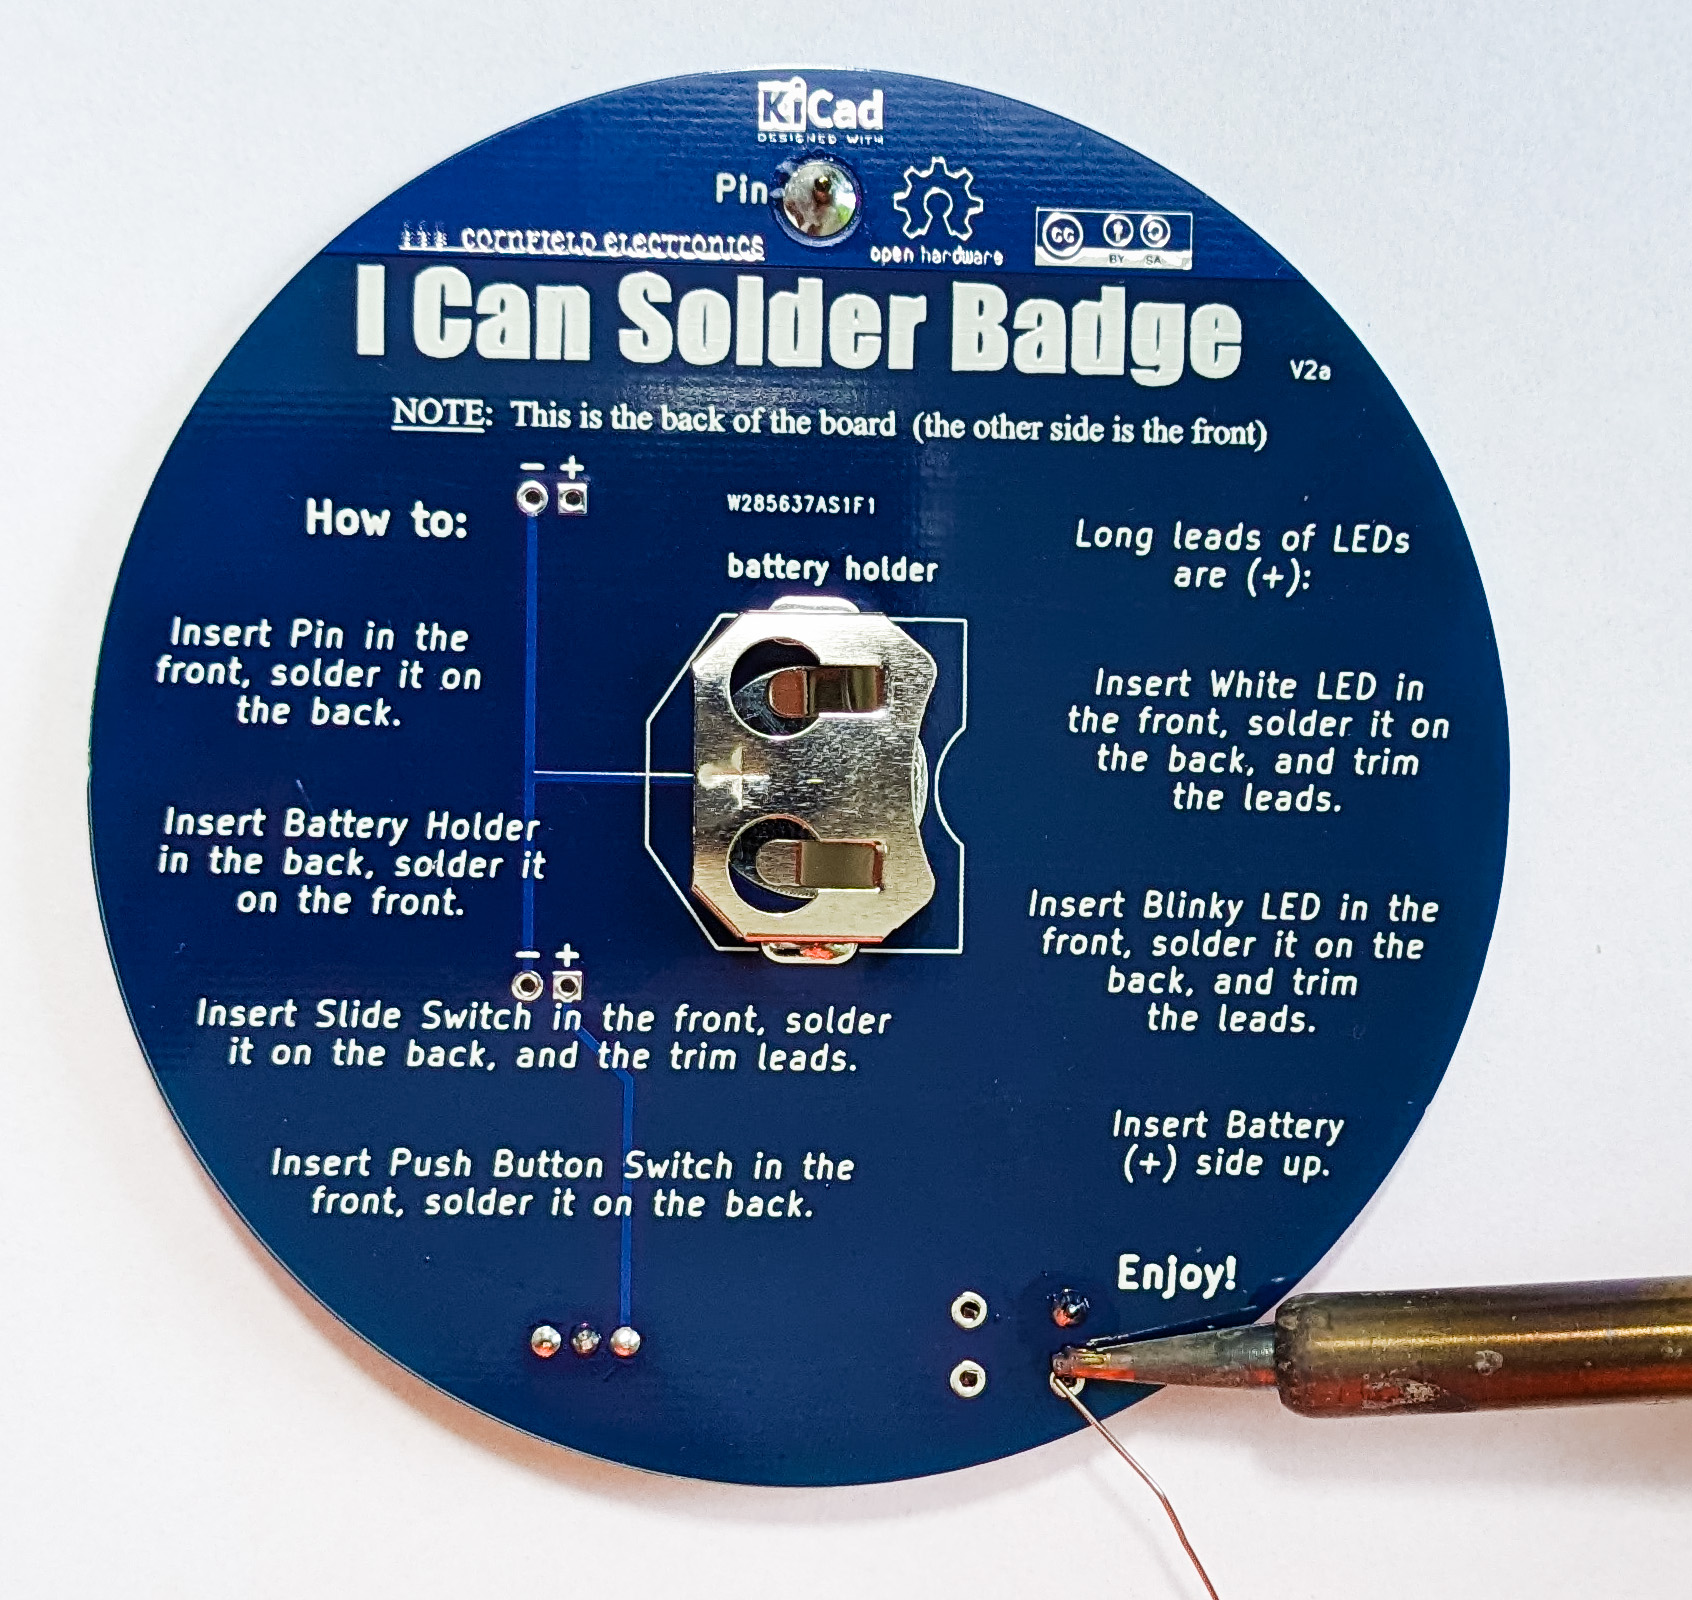 KiCad
DESIGNED WITH
Pin
CORNFIELD ELECTRONICS
open hardware
cc
BY SA
I Can Solder Badge
V2a
NOTE: This is the back of the board (the other side is the front)
- +
How to:
W285637AS1F1
battery holder
Long leads of LEDs
are (+):
Insert Pin in the
front, solder it on
the back.
Insert White LED in
the front, solder it on
the back, and trim
the leads.
+
Insert Battery Holder
in the back, solder it
on the front.
Insert Blinky LED in the
front, solder it on the
back, and trim
the leads.
- +
Insert Slide Switch in the front, solder
it on the back, and the trim leads.
Insert Battery
(+) side up.
Insert Push Button Switch in the
front, solder it on the back.
Enjoy!